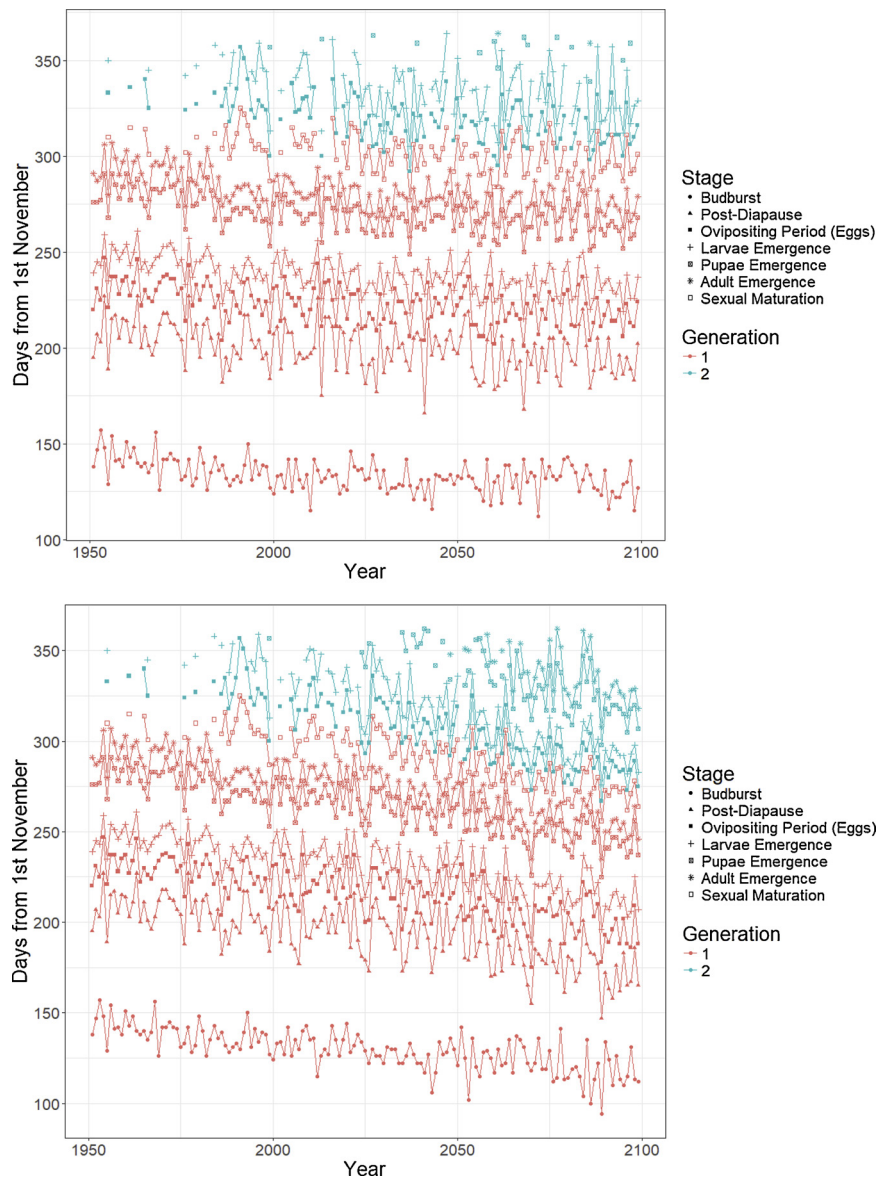 350
300
250
200
150
100
Days from 1st November
1950
2000
2050
2100
Year
Stage
Budburst
Post-Diapause
Ovipositing Period (Eggs)
Larvae Emergence
Pupae Emergence
Adult Emergence
Sexual Maturation
Generation
1
2
350
300
250
200
150
100
Days from 1st November
1950
2000
2050
2100
Year
Stage
Budburst
Post-Diapause
Ovipositing Period (Eggs)
Larvae Emergence
Pupae Emergence
Adult Emergence
Sexual Maturation
Generation
1
2